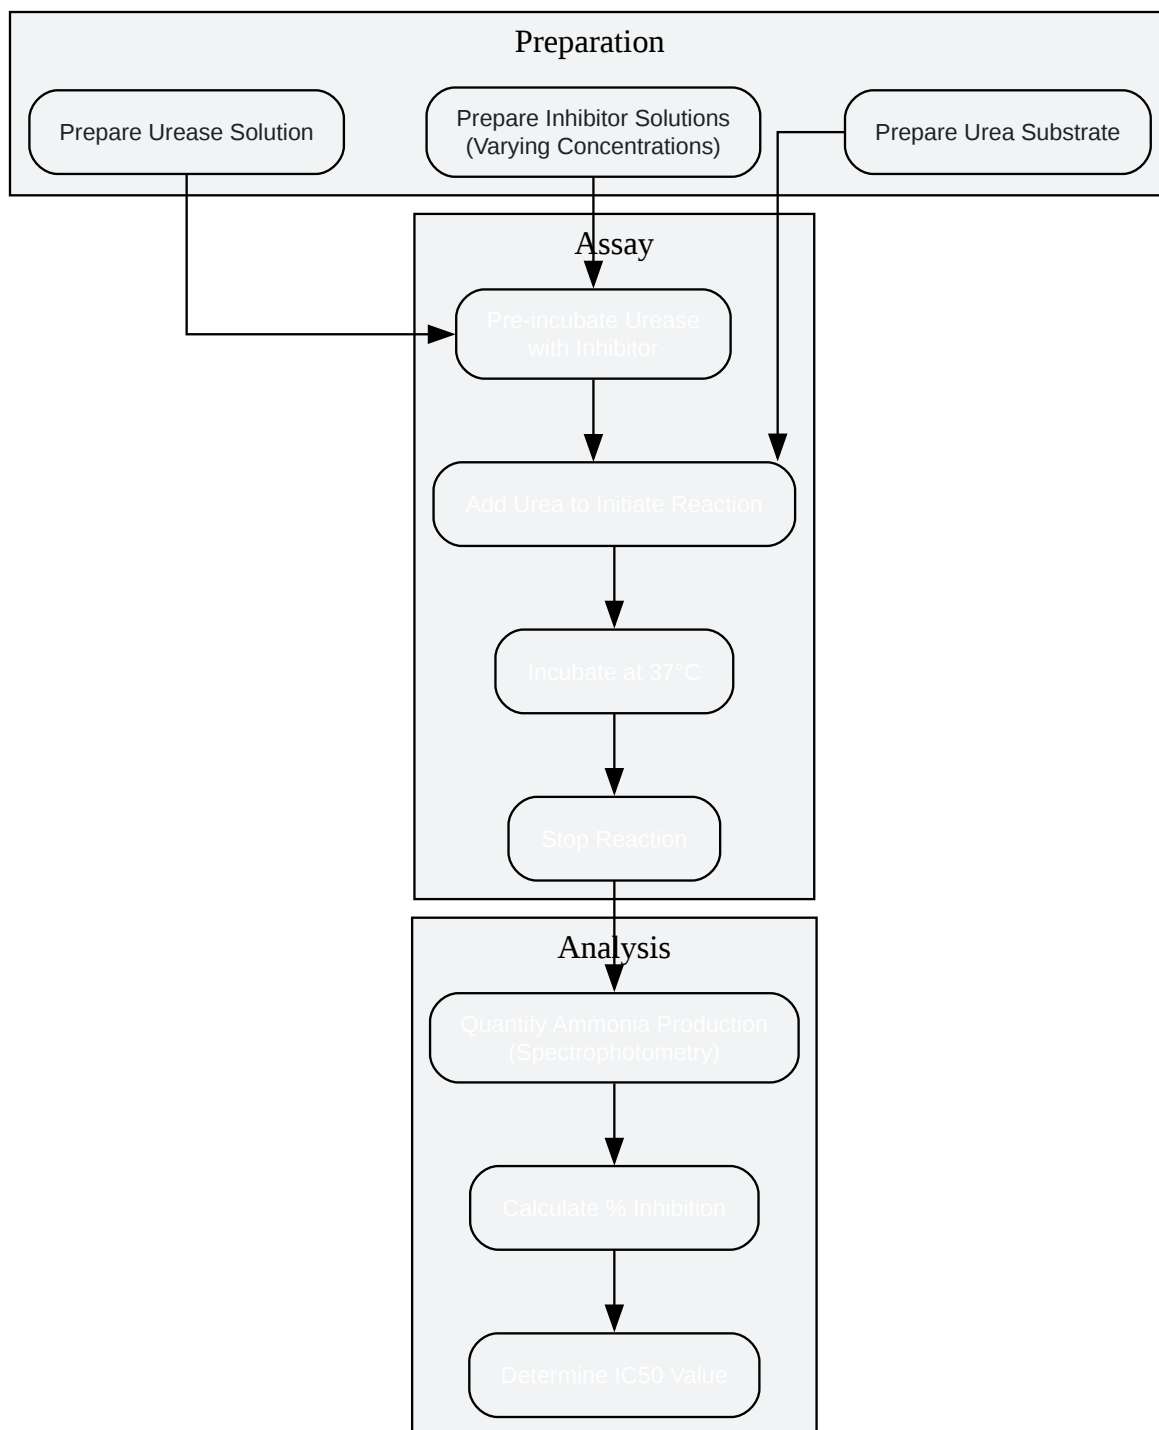 Preparation
Prepare Urease Solution
Prepare Inhibitor Solutions
(Varying Concentrations)
Prepare Urea Substrate
Assay
Pre-incubate Urease
with Inhibitor
Add Urea to Initiate Reaction
Incubate at 37°C
Stop Reaction
Analysis
Quantify Ammonia Production
(Spectrophotometry)
Calculate % Inhibition
Determine IC50 Value